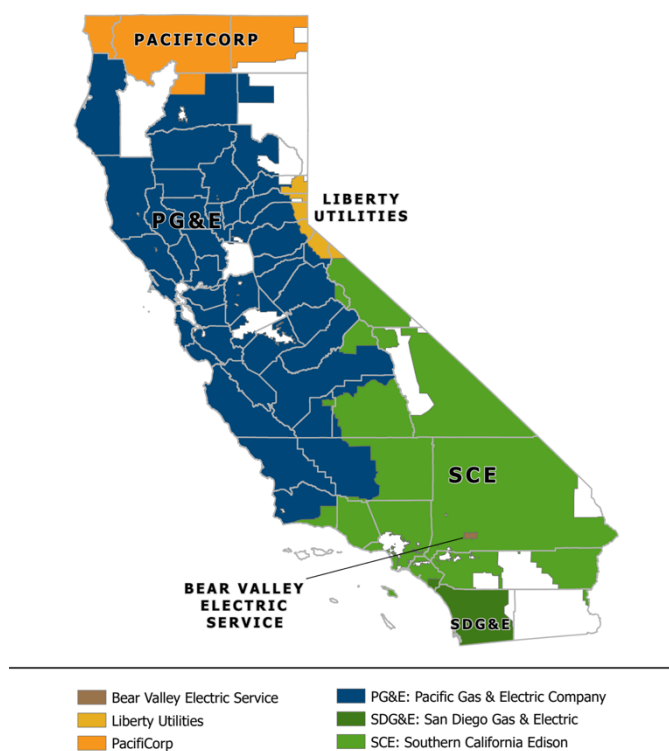 PACIFICORP
LIBERTY
UTILITIES
PG&E
SCE
BEAR VALLEY
ELECTRIC
SERVICE
SDG&E
Bear Valley Electric Service
Liberty Utilities
PacifiCorp
PG&E: Pacific Gas & Electric Company
SDG&E: San Diego Gas & Electric
SCE: Southern California Edison